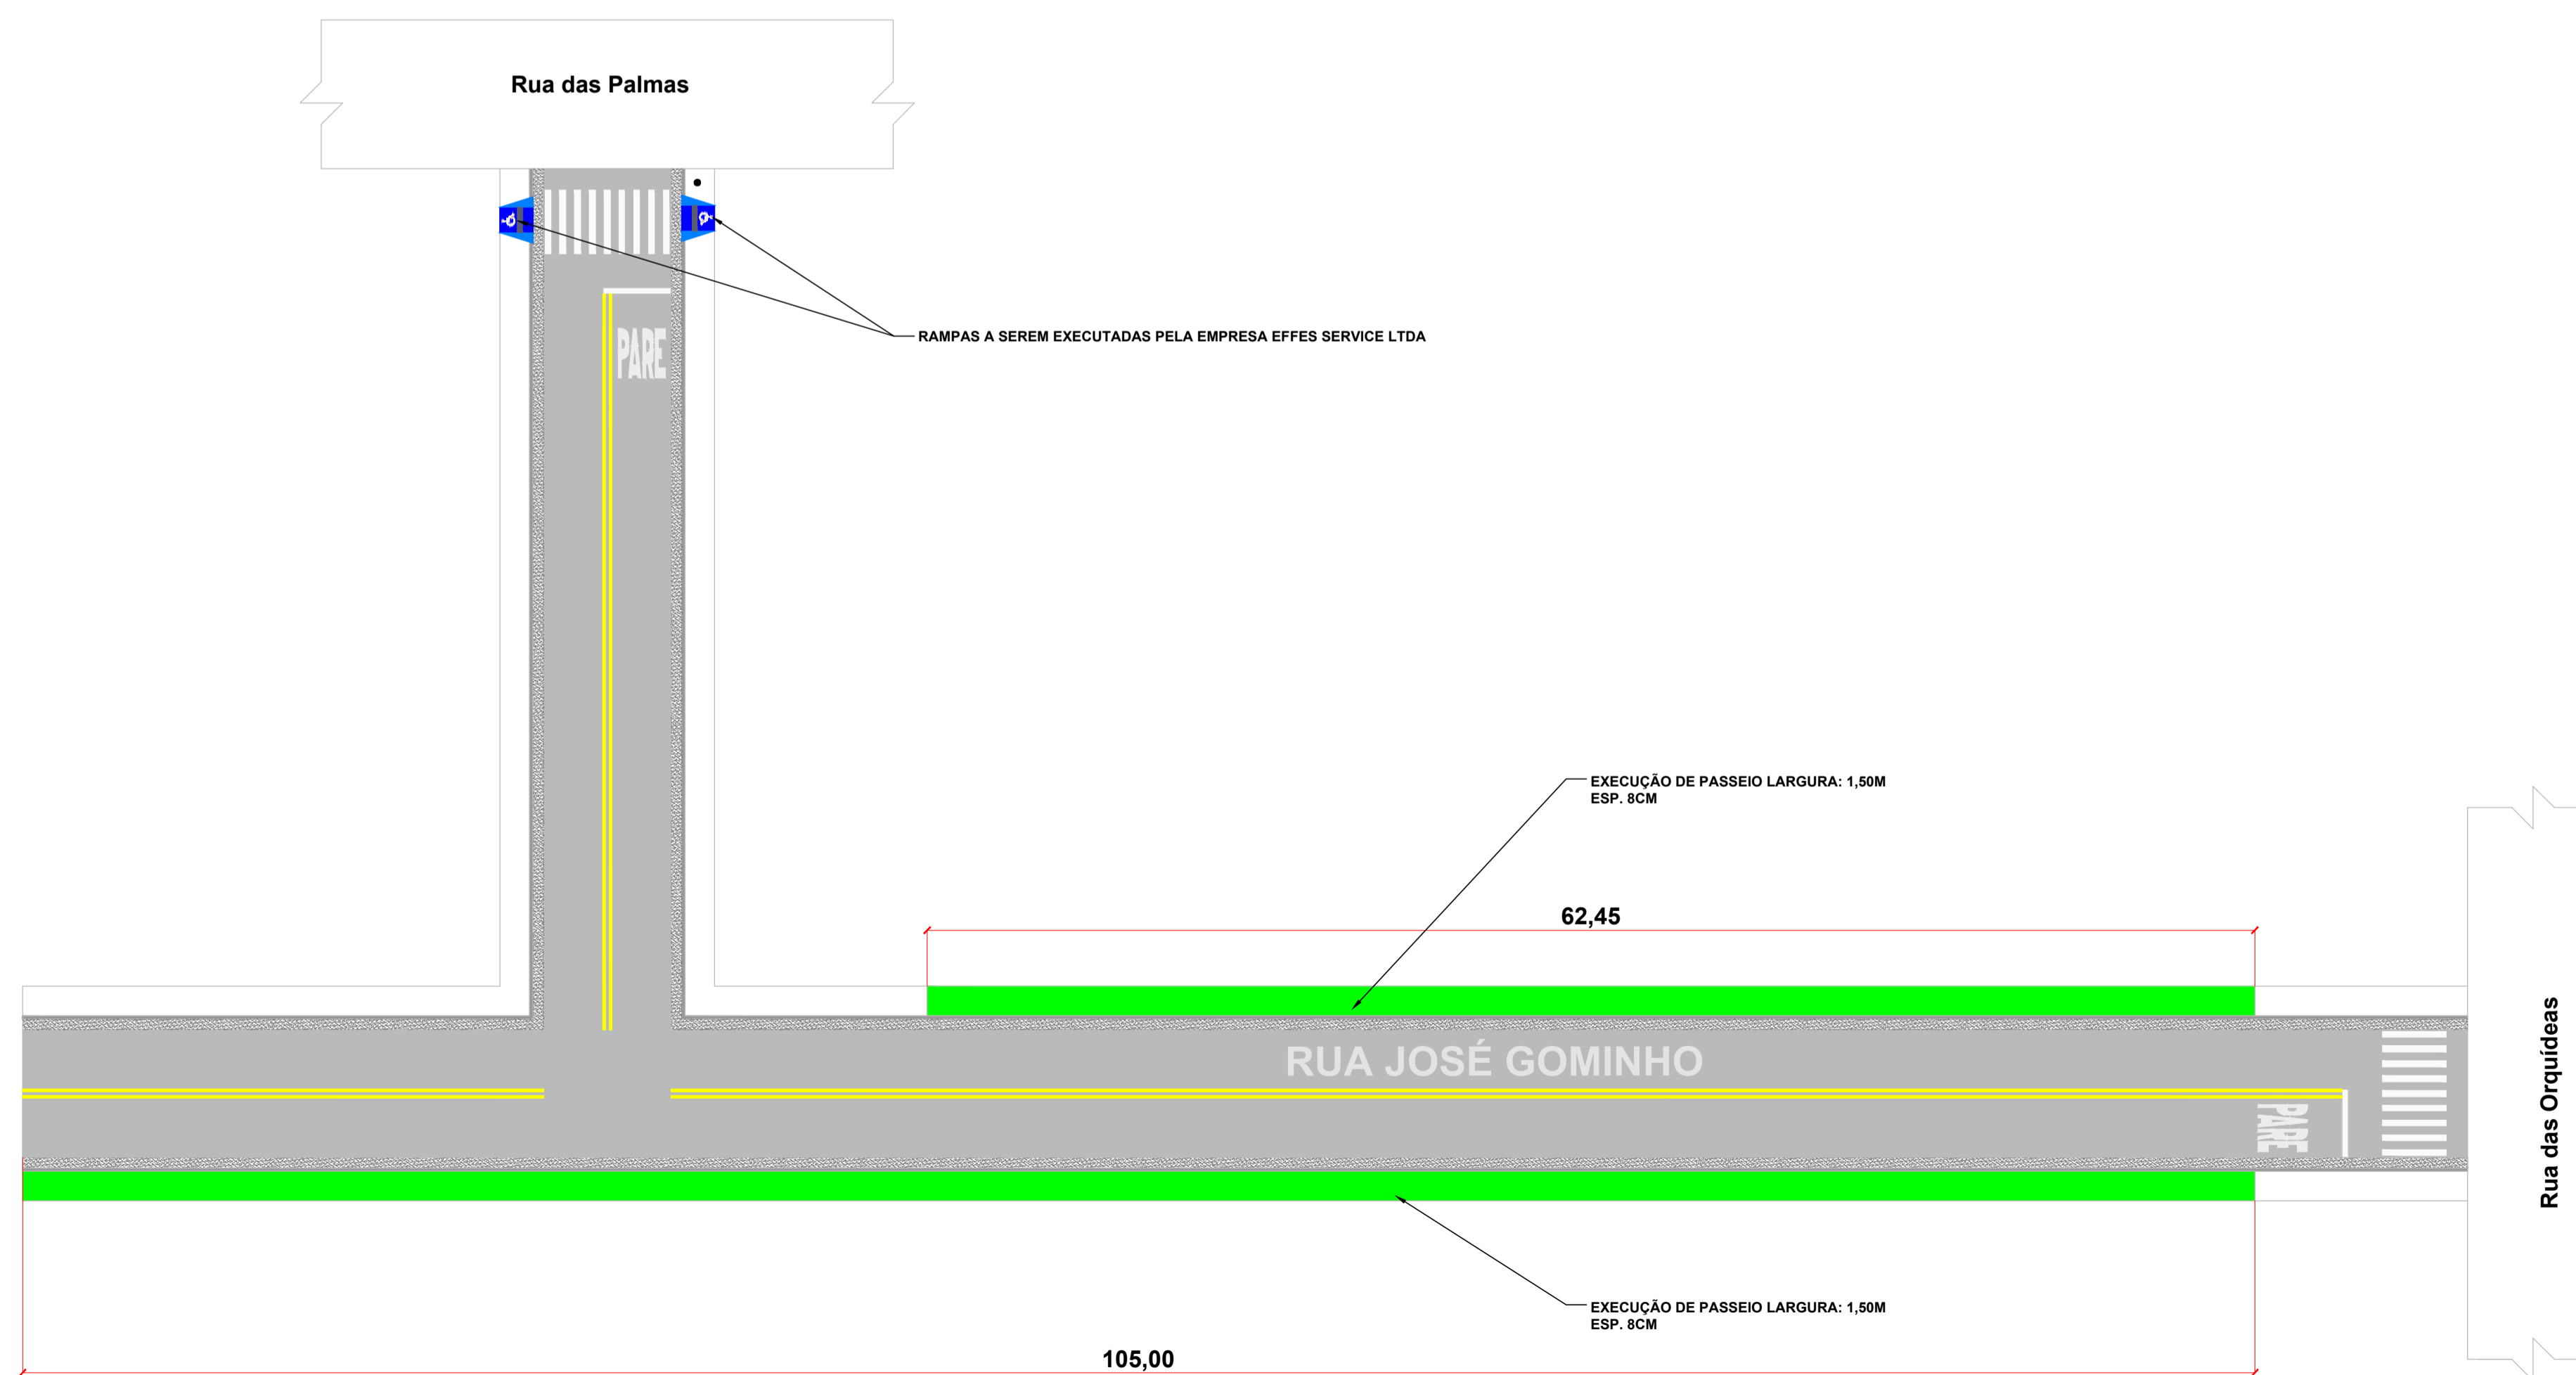 Rua das Palmas
RAMPAS A SEREM EXECUTADAS PELA EMPRESA EFFES SERVICE LTDA
PARE
EXECUÇÃO DE PASSEIO LARGURA: 1,50M
ESP. 8CM
62,45
RUA JOSÉ GOMINHO
PARE
Rua das Orquídeas
EXECUÇÃO DE PASSEIO LARGURA: 1,50M
ESP. 8CM
105,00